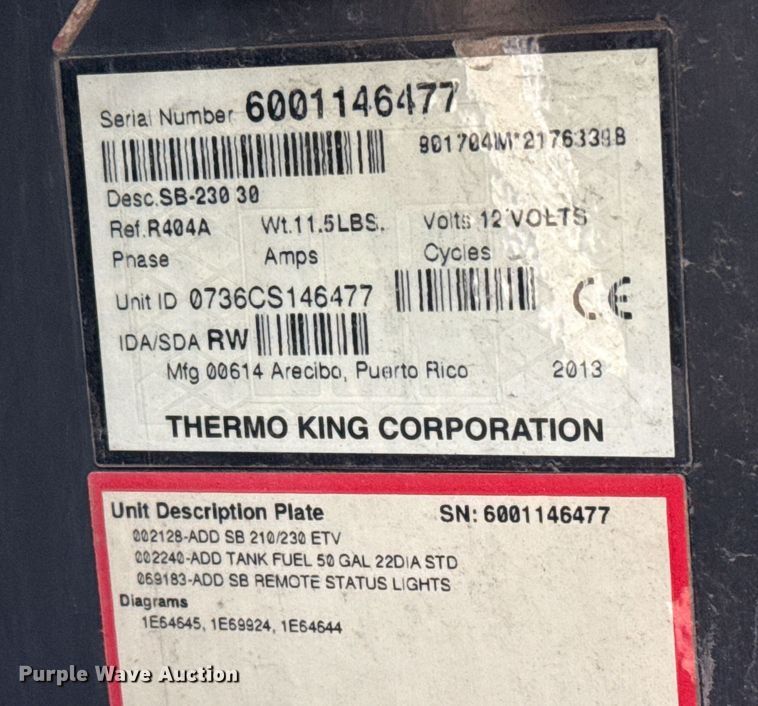 Serial Number 6001146477
Desc.SB-230 30
Ref.R404A Wt.11.5LBS. Volts 12 VOLTS
Phase Amps Cycles
Unit ID 0736CS146477
CE
IDA/SDA RW
Mfg 00614 Arecibo, Puerto Rico 2013
THERMO KING CORPORATION
Unit Description Plate SN: 6001146477
002128-ADD SB 210/230 ETV
002240-ADD TANK FUEL 50 GAL 22DIA STD
069183-ADD SB REMOTE STATUS LIGHTS
Diagrams
1E64645, 1E69924, 1E64644
Purple Wave Auction